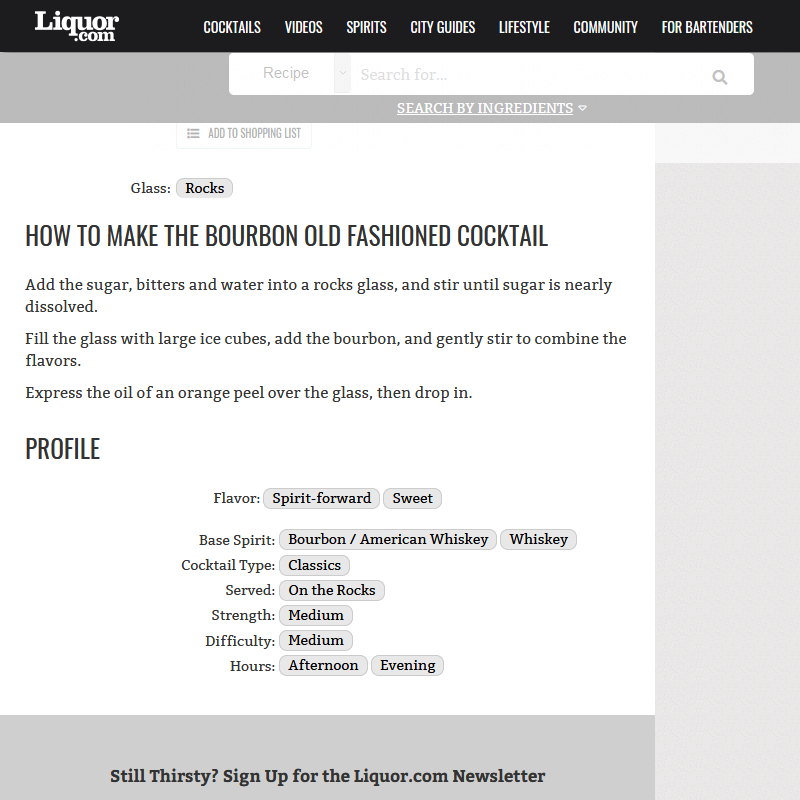 Liquor.com
COCKTAILS VIDEOS SPIRITS CITY GUIDES LIFESTYLE COMMUNITY FOR BARTENDERS
Recipe Search for...
SEARCH BY INGREDIENTS
ADD TO SHOPPING LIST
Glass: Rocks
HOW TO MAKE THE BOURBON OLD FASHIONED COCKTAIL
Add the sugar, bitters and water into a rocks glass, and stir until sugar is nearly
dissolved.
Fill the glass with large ice cubes, add the bourbon, and gently stir to combine the
flavors.
Express the oil of an orange peel over the glass, then drop in.
PROFILE
Flavor: Spirit-forward Sweet
Base Spirit: Bourbon / American Whiskey Whiskey
Cocktail Type: Classics
Served: On the Rocks
Strength: Medium
Difficulty: Medium
Hours: Afternoon Evening
Still Thirsty? Sign Up for the Liquor.com Newsletter